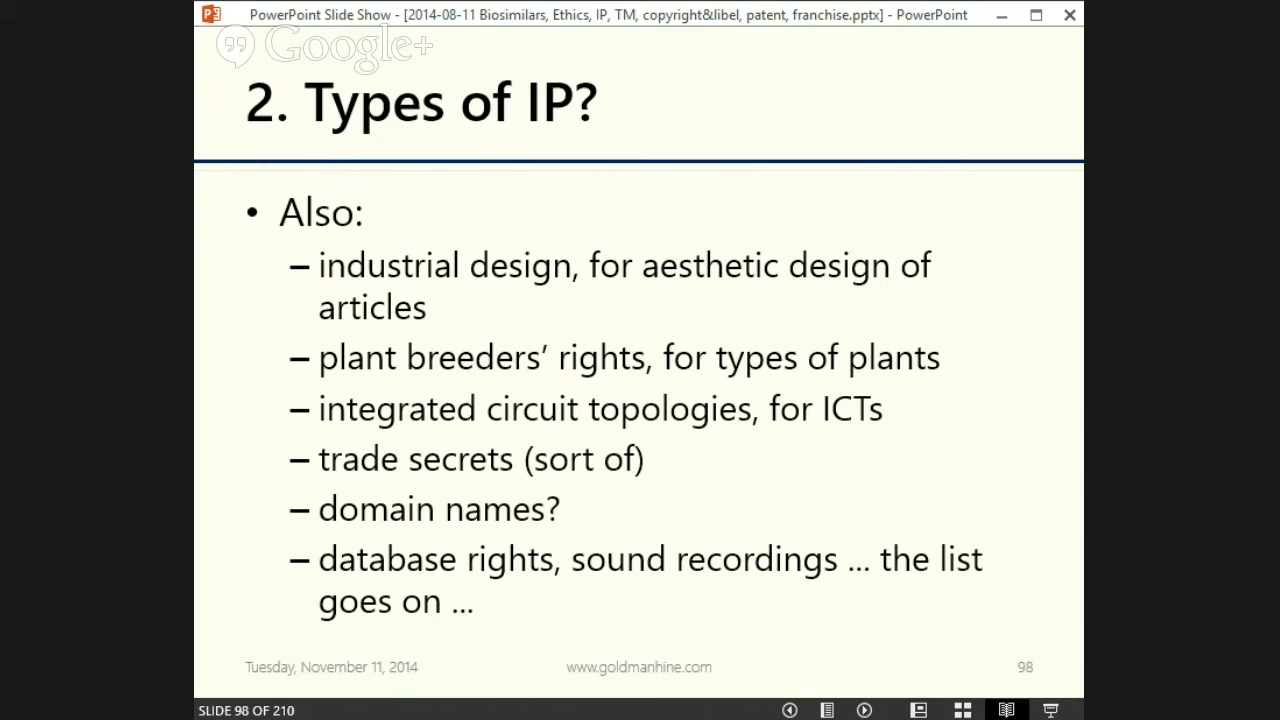 PowerPoint Slide Show - [2014-08-11 Biosimilars, Ethics, IP, TM, copyright&libel, patent, franchise.pptx] - PowerPoint
Google+
2. Types of IP?
• Also:
– industrial design, for aesthetic design of
articles
– plant breeders’ rights, for types of plants
– integrated circuit topologies, for ICTs
– trade secrets (sort of)
– domain names?
– database rights, sound recordings ... the list
goes on ...
Tuesday, November 11, 2014 www.goldmanhine.com 98
SLIDE 98 OF 210